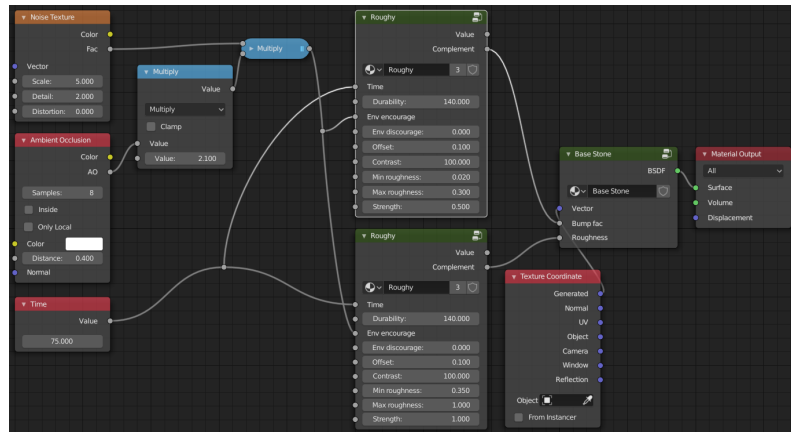 Noise Texture
Color
Fac
Vector
Scale: 5.000
Detail: 2.000
Distortion: 0.000
Ambient Occlusion
Color
AO
Samples: 8
Inside
Only Local
Color
Distance: 0.400
Normal
Time
Value
75.000
Multiply
Value
Multiply
Clamp
Value
Value: 2.100
Multiply
Roughy
Value
Complement
Roughy 3
Time
Durability: 140.000
Env encourage
Env discourage: 0.000
Offset: 0.100
Contrast: 100.000
Min roughness: 0.020
Max roughness: 0.300
Strength: 0.500
Roughy
Value
Complement
Roughy 3
Time
Durability: 140.000
Env encourage
Env discourage: 0.000
Offset: 0.100
Contrast: 100.000
Min roughness: 0.350
Max roughness: 1.000
Strength: 1.000
Base Stone
BSDF
Base Stone
Vector
Bump fac
Roughness
Texture Coordinate
Generated
Normal
UV
Object
Camera
Window
Reflection
Object
From Instancer
Material Output
All
Surface
Volume
Displacement